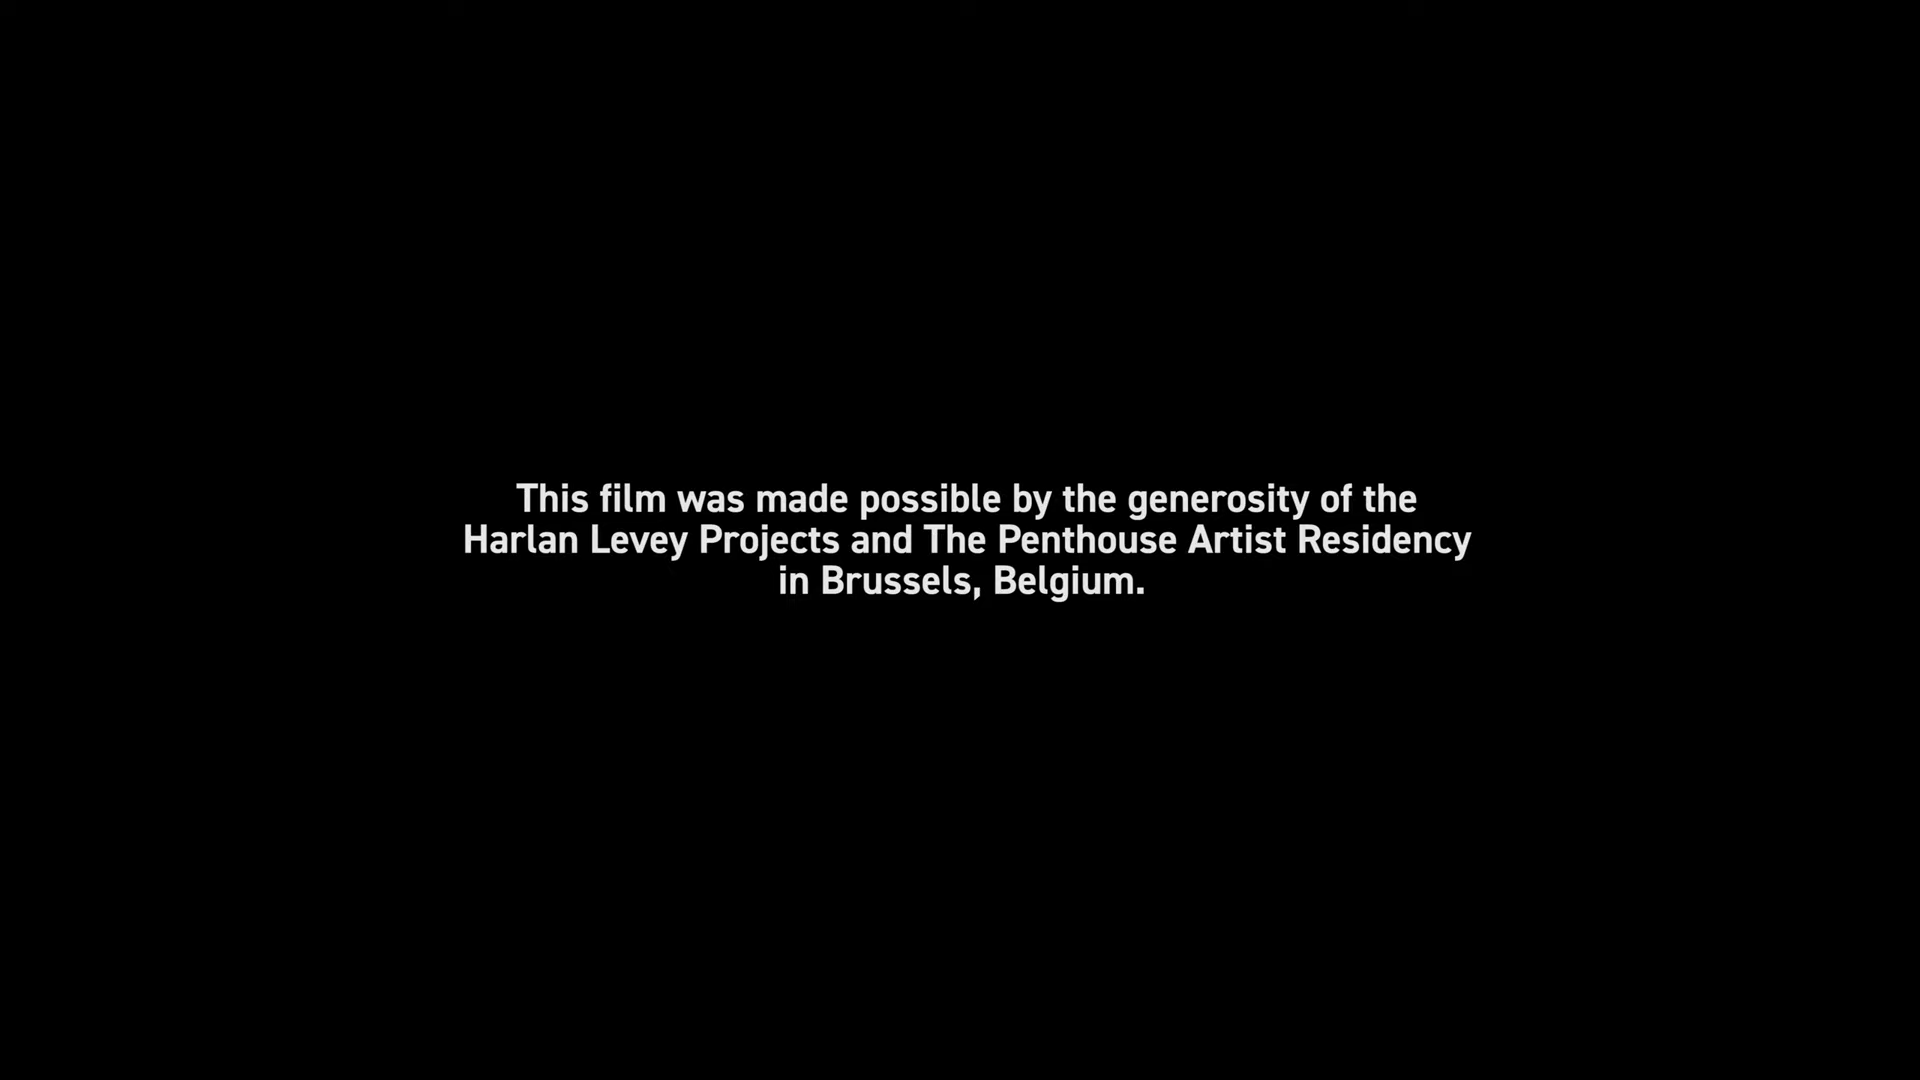 This film was made possible by the generosity of the
Harlan Levey Projects and The Penthouse Artist Residency
in Brussels, Belgium.